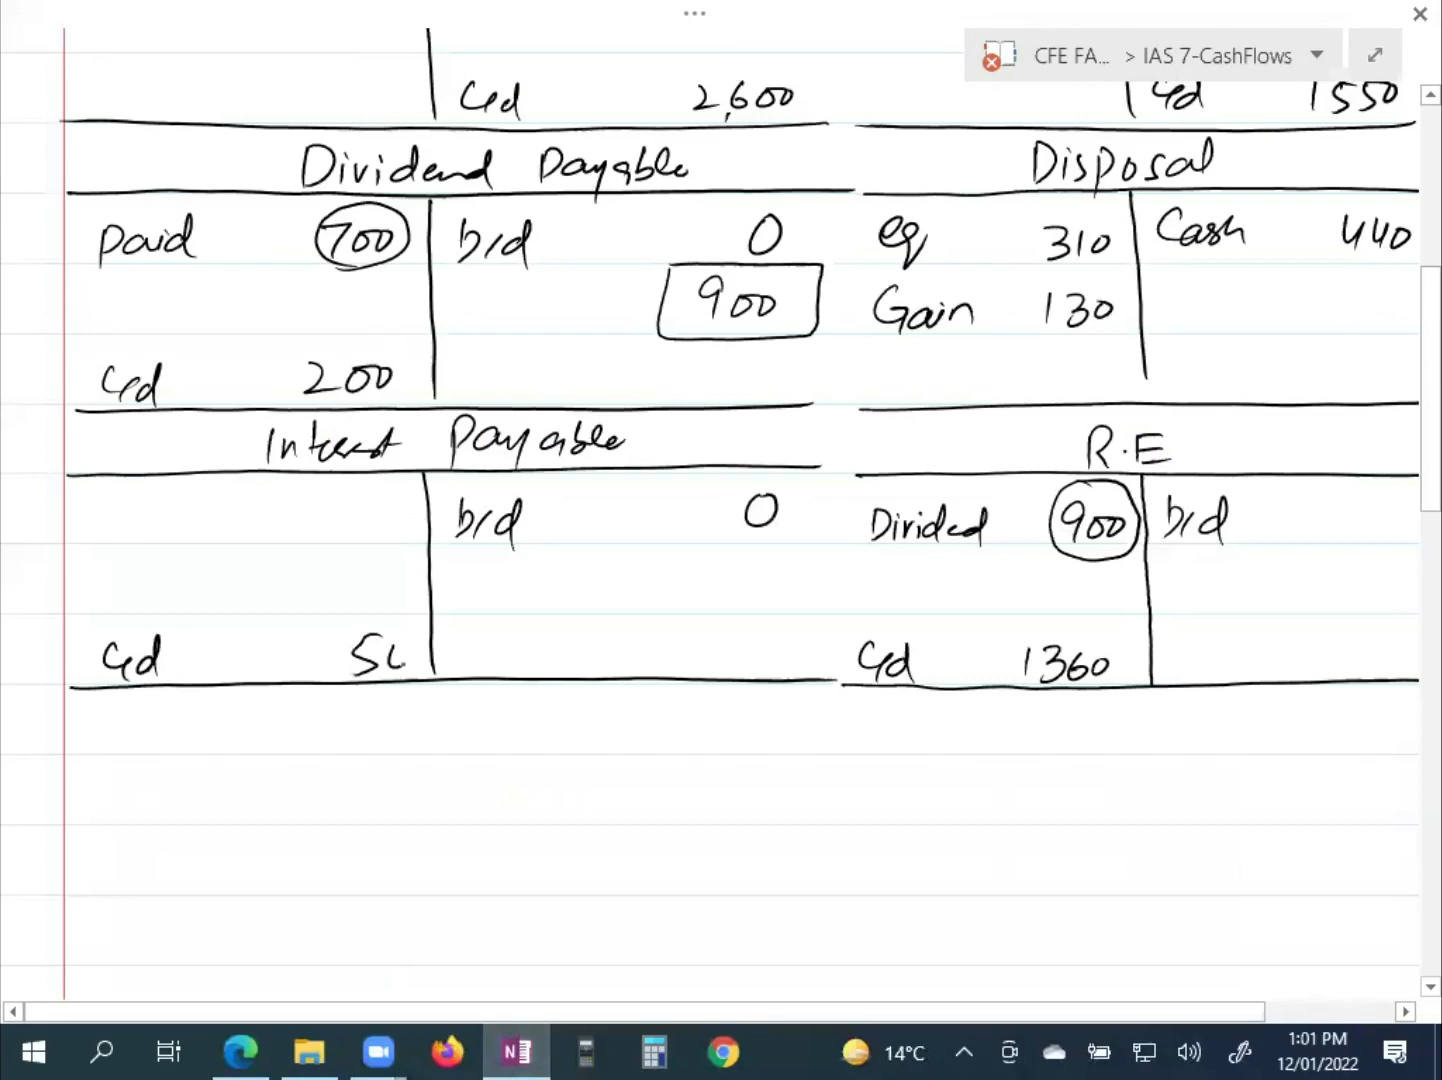 CFE FA... > IAS 7-CashFlows
c/d 2,600
c/d 1550
Dividend Payable
Disposal
paid 700 b/d 0
900
c/d 200
eq 310 Cash 440
Gain 130
Interest Payable
R.E
b/d 0
c/d
Divided 900 b/d
c/d 1360
14°C
1:01 PM
12/01/2022